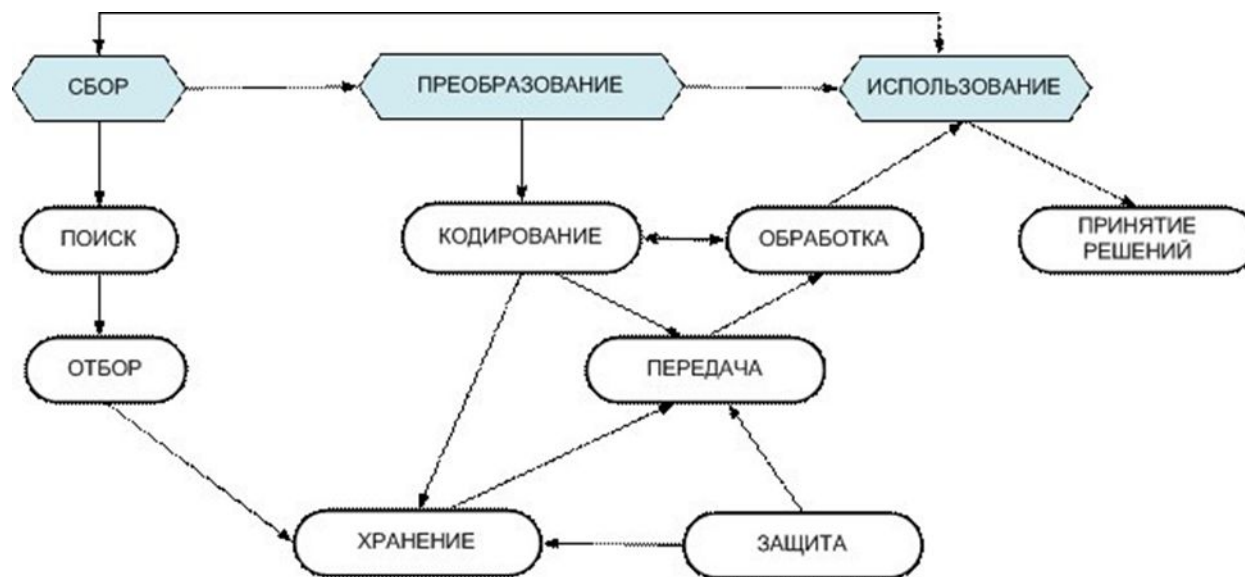 СБОР
ПРЕОБРАЗОВАНИЕ
ИСПОЛЬЗОВАНИЕ
ПОИСК
КОДИРОВАНИЕ
ОБРАБОТКА
ПРИНЯТИЕ
РЕШЕНИЙ
ОТБОР
ПЕРЕДАЧА
ХРАНЕНИЕ
ЗАЩИТА